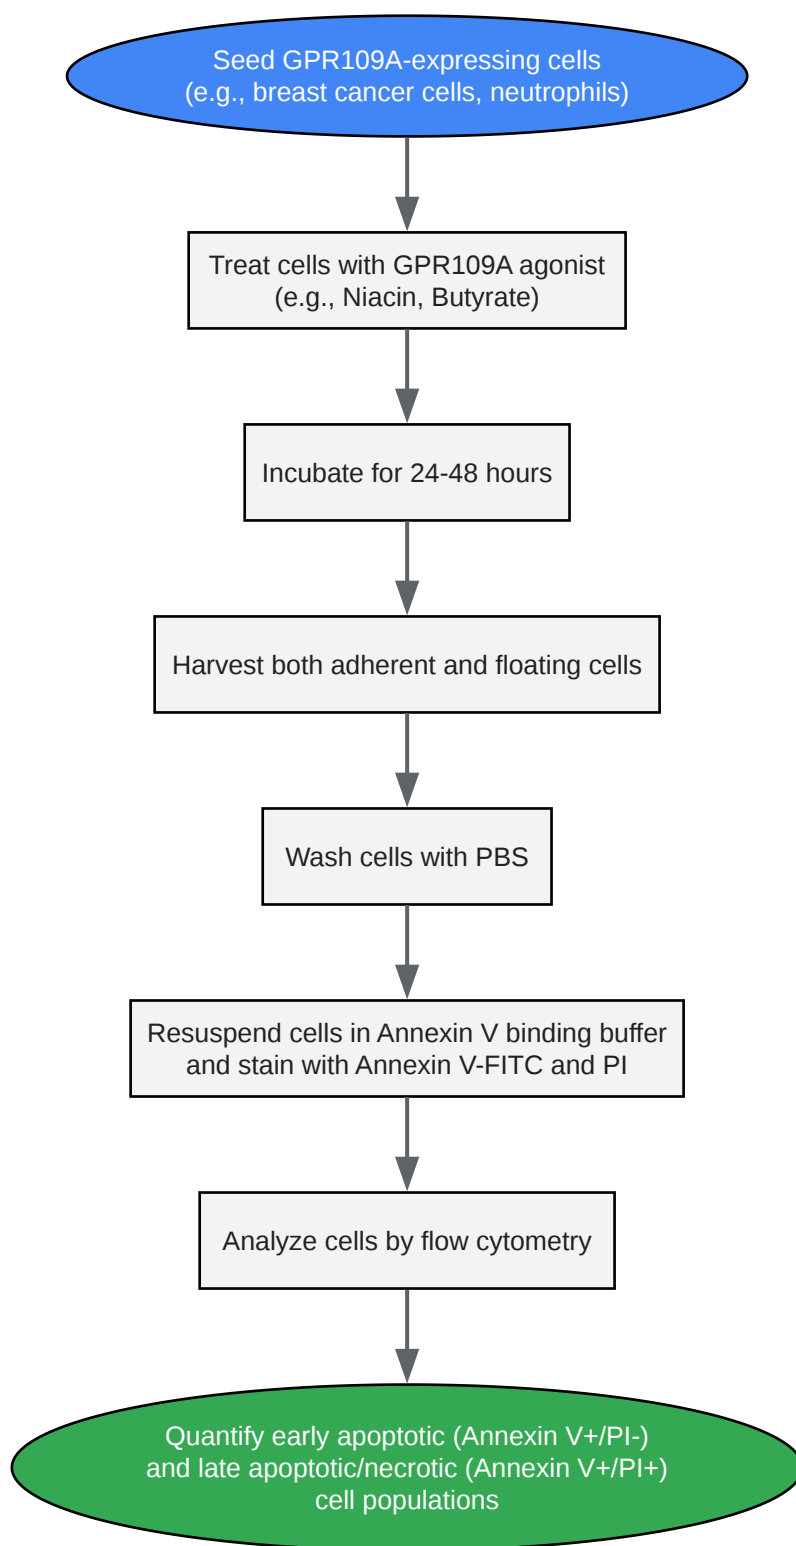 Seed GPR109A-expressing cells
(e.g., breast cancer cells, neutrophils)
Treat cells with GPR109A agonist
(e.g., Niacin, Butyrate)
Incubate for 24-48 hours
Harvest both adherent and floating cells
Wash cells with PBS
Resuspend cells in Annexin V binding buffer
and stain with Annexin V-FITC and PI
Analyze cells by flow cytometry
Quantify early apoptotic (Annexin V+/PI-)
and late apoptotic/necrotic (Annexin V+/PI+)
cell populations